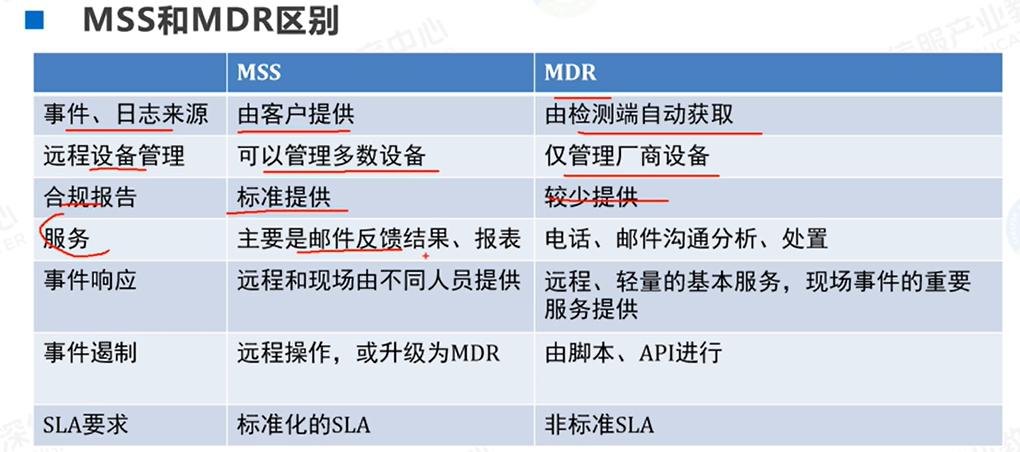 MSS和MDR区别
MSS MDR
事件、日志来源 由客户提供 由检测端自动获取
远程设备管理 可以管理多数设备 仅管理厂商设备
合规报告 标准提供 较少提供
服务 主要是邮件反馈结果、报表 电话、邮件沟通分析、处置
事件响应 远程和现场由不同人员提供 远程、轻量的基本服务，现场事件的重要
服务提供
事件遏制 远程操作，或升级为MDR 由脚本、API进行
SLA要求 标准化的SLA 非标准SLA